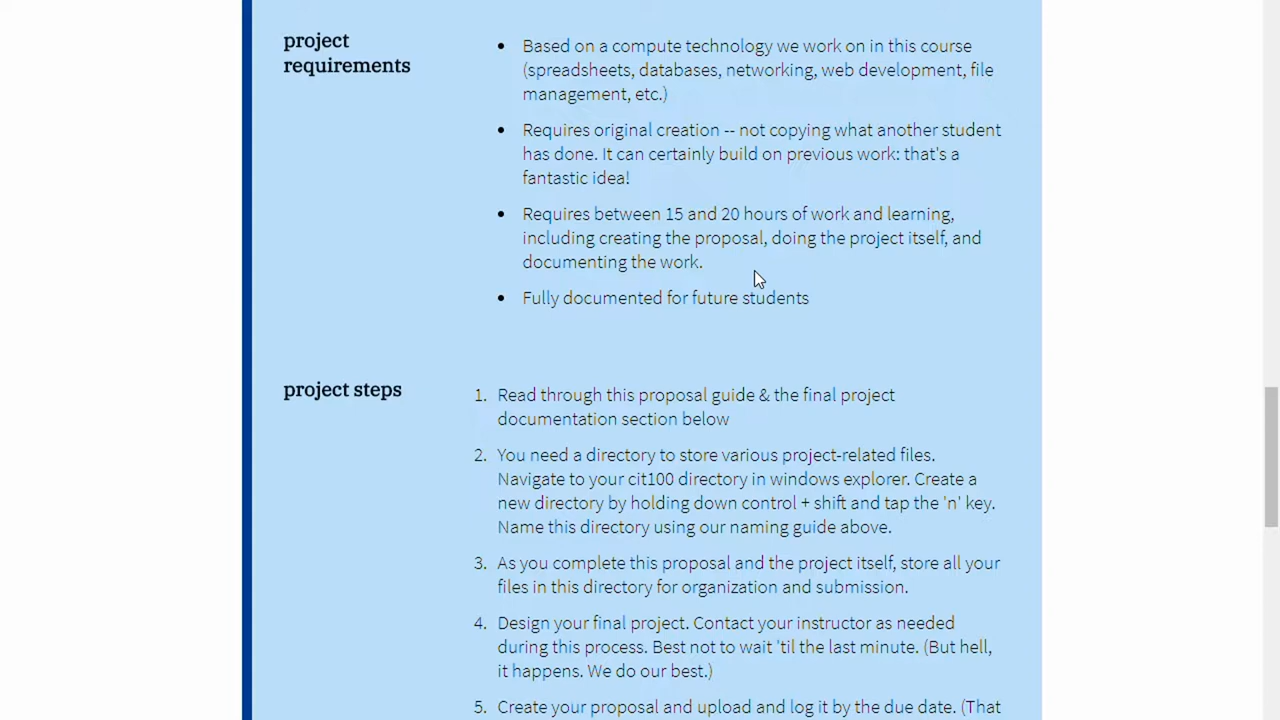 project
requirements
• Based on a compute technology we work on in this course
(spreadsheets, databases, networking, web development, file
management, etc.)
• Requires original creation -- not copying what another student
has done. It can certainly build on previous work: that's a
fantastic idea!
• Requires between 15 and 20 hours of work and learning,
including creating the proposal, doing the project itself, and
documenting the work.
• Fully documented for future students
project steps
1. Read through this proposal guide & the final project
documentation section below
2. You need a directory to store various project-related files.
Navigate to your cit100 directory in windows explorer. Create a
new directory by holding down control + shift and tap the 'n' key.
Name this directory using our naming guide above.
3. As you complete this proposal and the project itself, store all your
files in this directory for organization and submission.
4. Design your final project. Contact your instructor as needed
during this process. Best not to wait 'til the last minute. (But hell,
it happens. We do our best.)
5. Create your proposal and upload and log it by the due date. (That